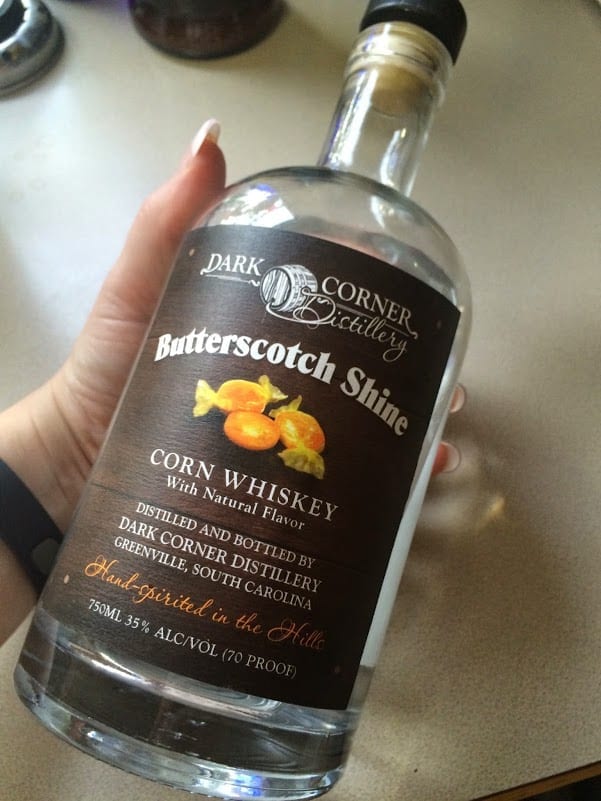 DARK CORNER
Distillery
Butterscotch Shine
CORN WHISKEY
With Natural Flavor
DISTILLED AND BOTTLED BY
DARK CORNER DISTILLERY
GREENVILLE, SOUTH CAROLINA
Hand-spirited in the Hills
750ML 35% ALC/VOL (70 PROOF)